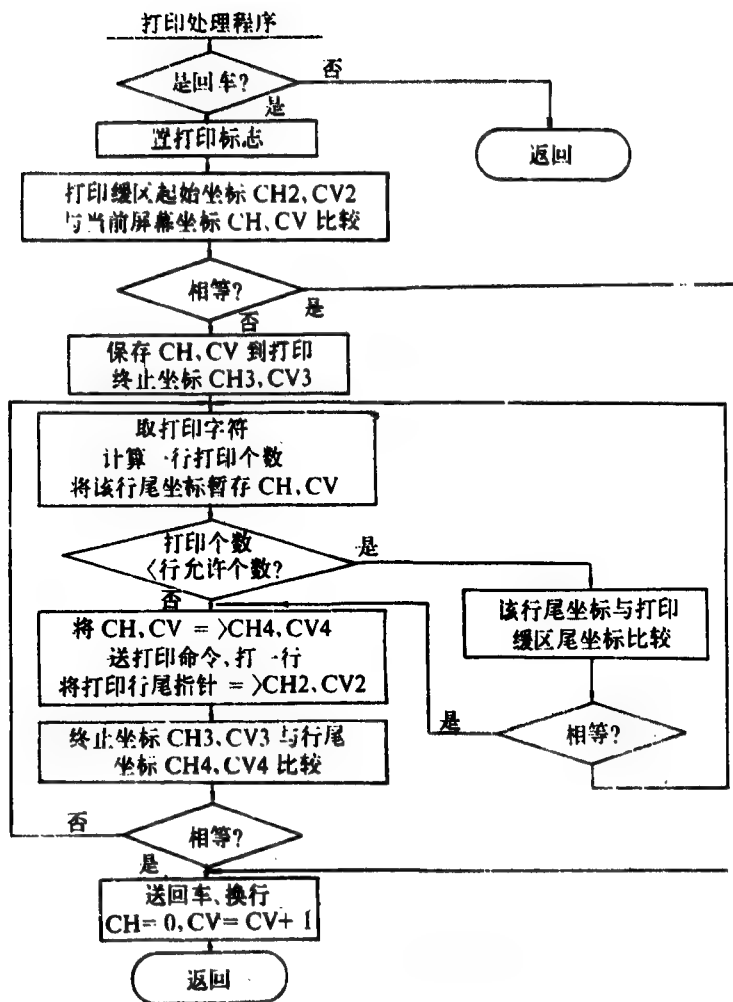 打印处理程序
是回车?
否
是
置打印标志
返回
打印缓区起始坐标 CH2, CV2
与当前屏幕坐标 CH, CV 比较
相等?
是
否
保存 CH, CV 到打印
终止坐标 CH3, CV3
取打印字符
计算一行打印个数
将该行尾坐标暂存 CH, CV
打印个数
<行允许个数?
是
否
该行尾坐标与打印
缓区尾坐标比较
将 CH, CV = >CH4, CV4
送打印命令, 打一行
将打印行尾指针 = >CH2, CV2
是
相等?
终止坐标 CH3, CV3 与行尾
坐标 CH4, CV4 比较
否
相等?
是
送回车、换行
CH= 0, CV= CV+ 1
返回